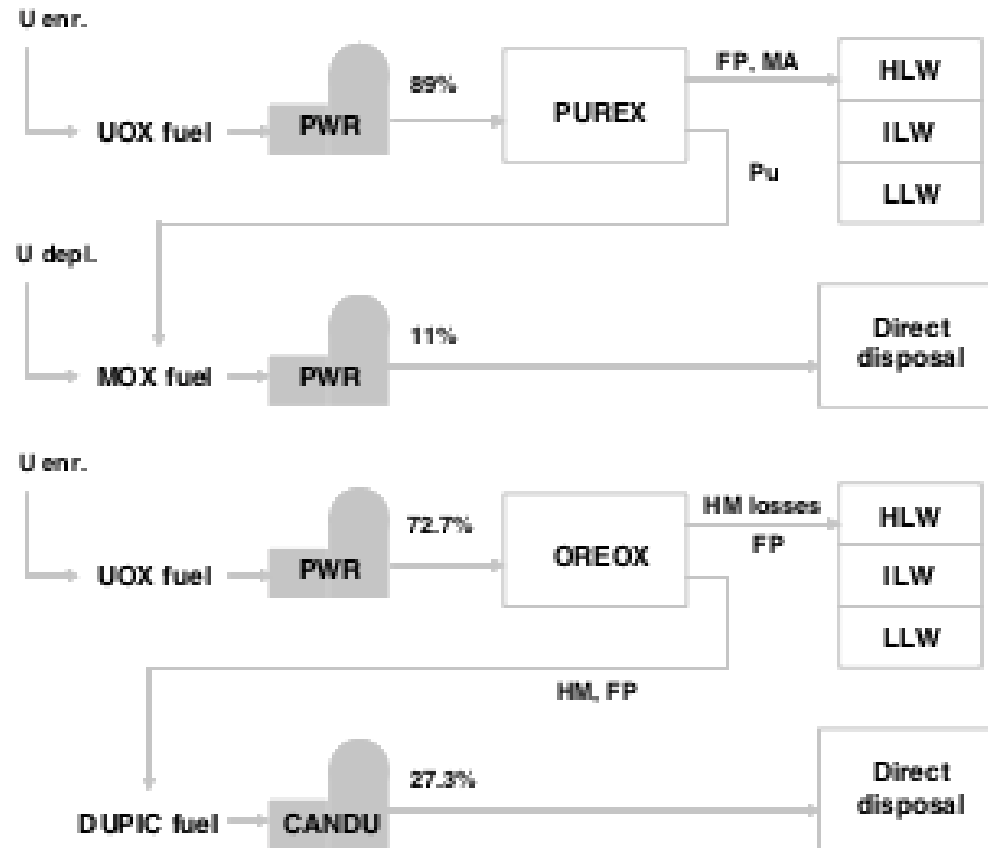 U enr.
UOX fuel
PWR
89%
PUREX
FP, MA
HLW
ILW
LLW
Pu
U depl.
MOX fuel
PWR
11%
Direct
disposal
U enr.
UOX fuel
PWR
72.7%
OREOX
HM losses
FP
HLW
ILW
LLW
HM, FP
DUPIC fuel
CANDU
27.3%
Direct
disposal